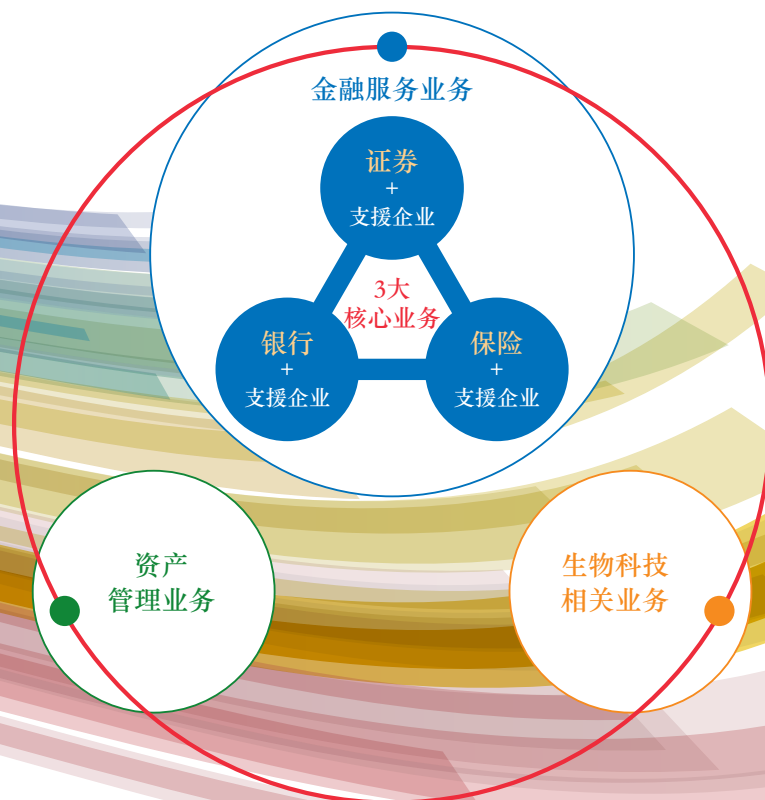 金融服务业务
证券
+
支援企业
3大
核心业务
银行
+
支援企业
保险
+
支援企业
资产
管理业务
生物科技
相关业务